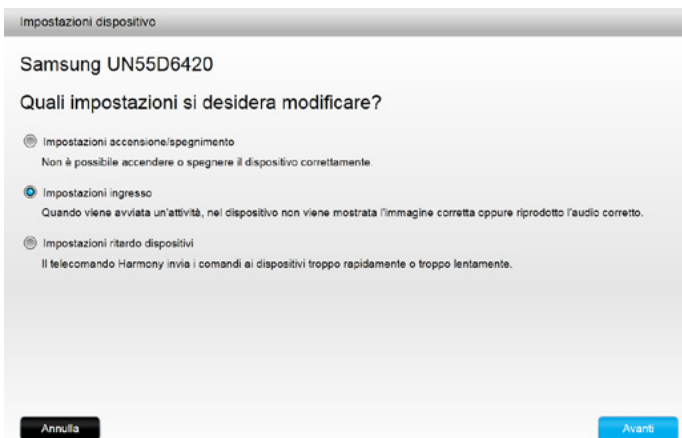 Impostazioni dispositivo
Samsung UN55D6420
Quali impostazioni si desidera modificare?
Impostazioni accensione/spegnimento
Non è possibile accendere o spegnere il dispositivo correttamente.
Impostazioni ingresso
Quando viene avviata un'attività, nel dispositivo non viene mostrata l'immagine corretta oppure riprodotto l'audio corretto.
Impostazioni ritardo dispositivi
Il telecomando Harmony invia i comandi ai dispositivi troppo rapidamente o troppo lentamente.
Annulla
Avanti